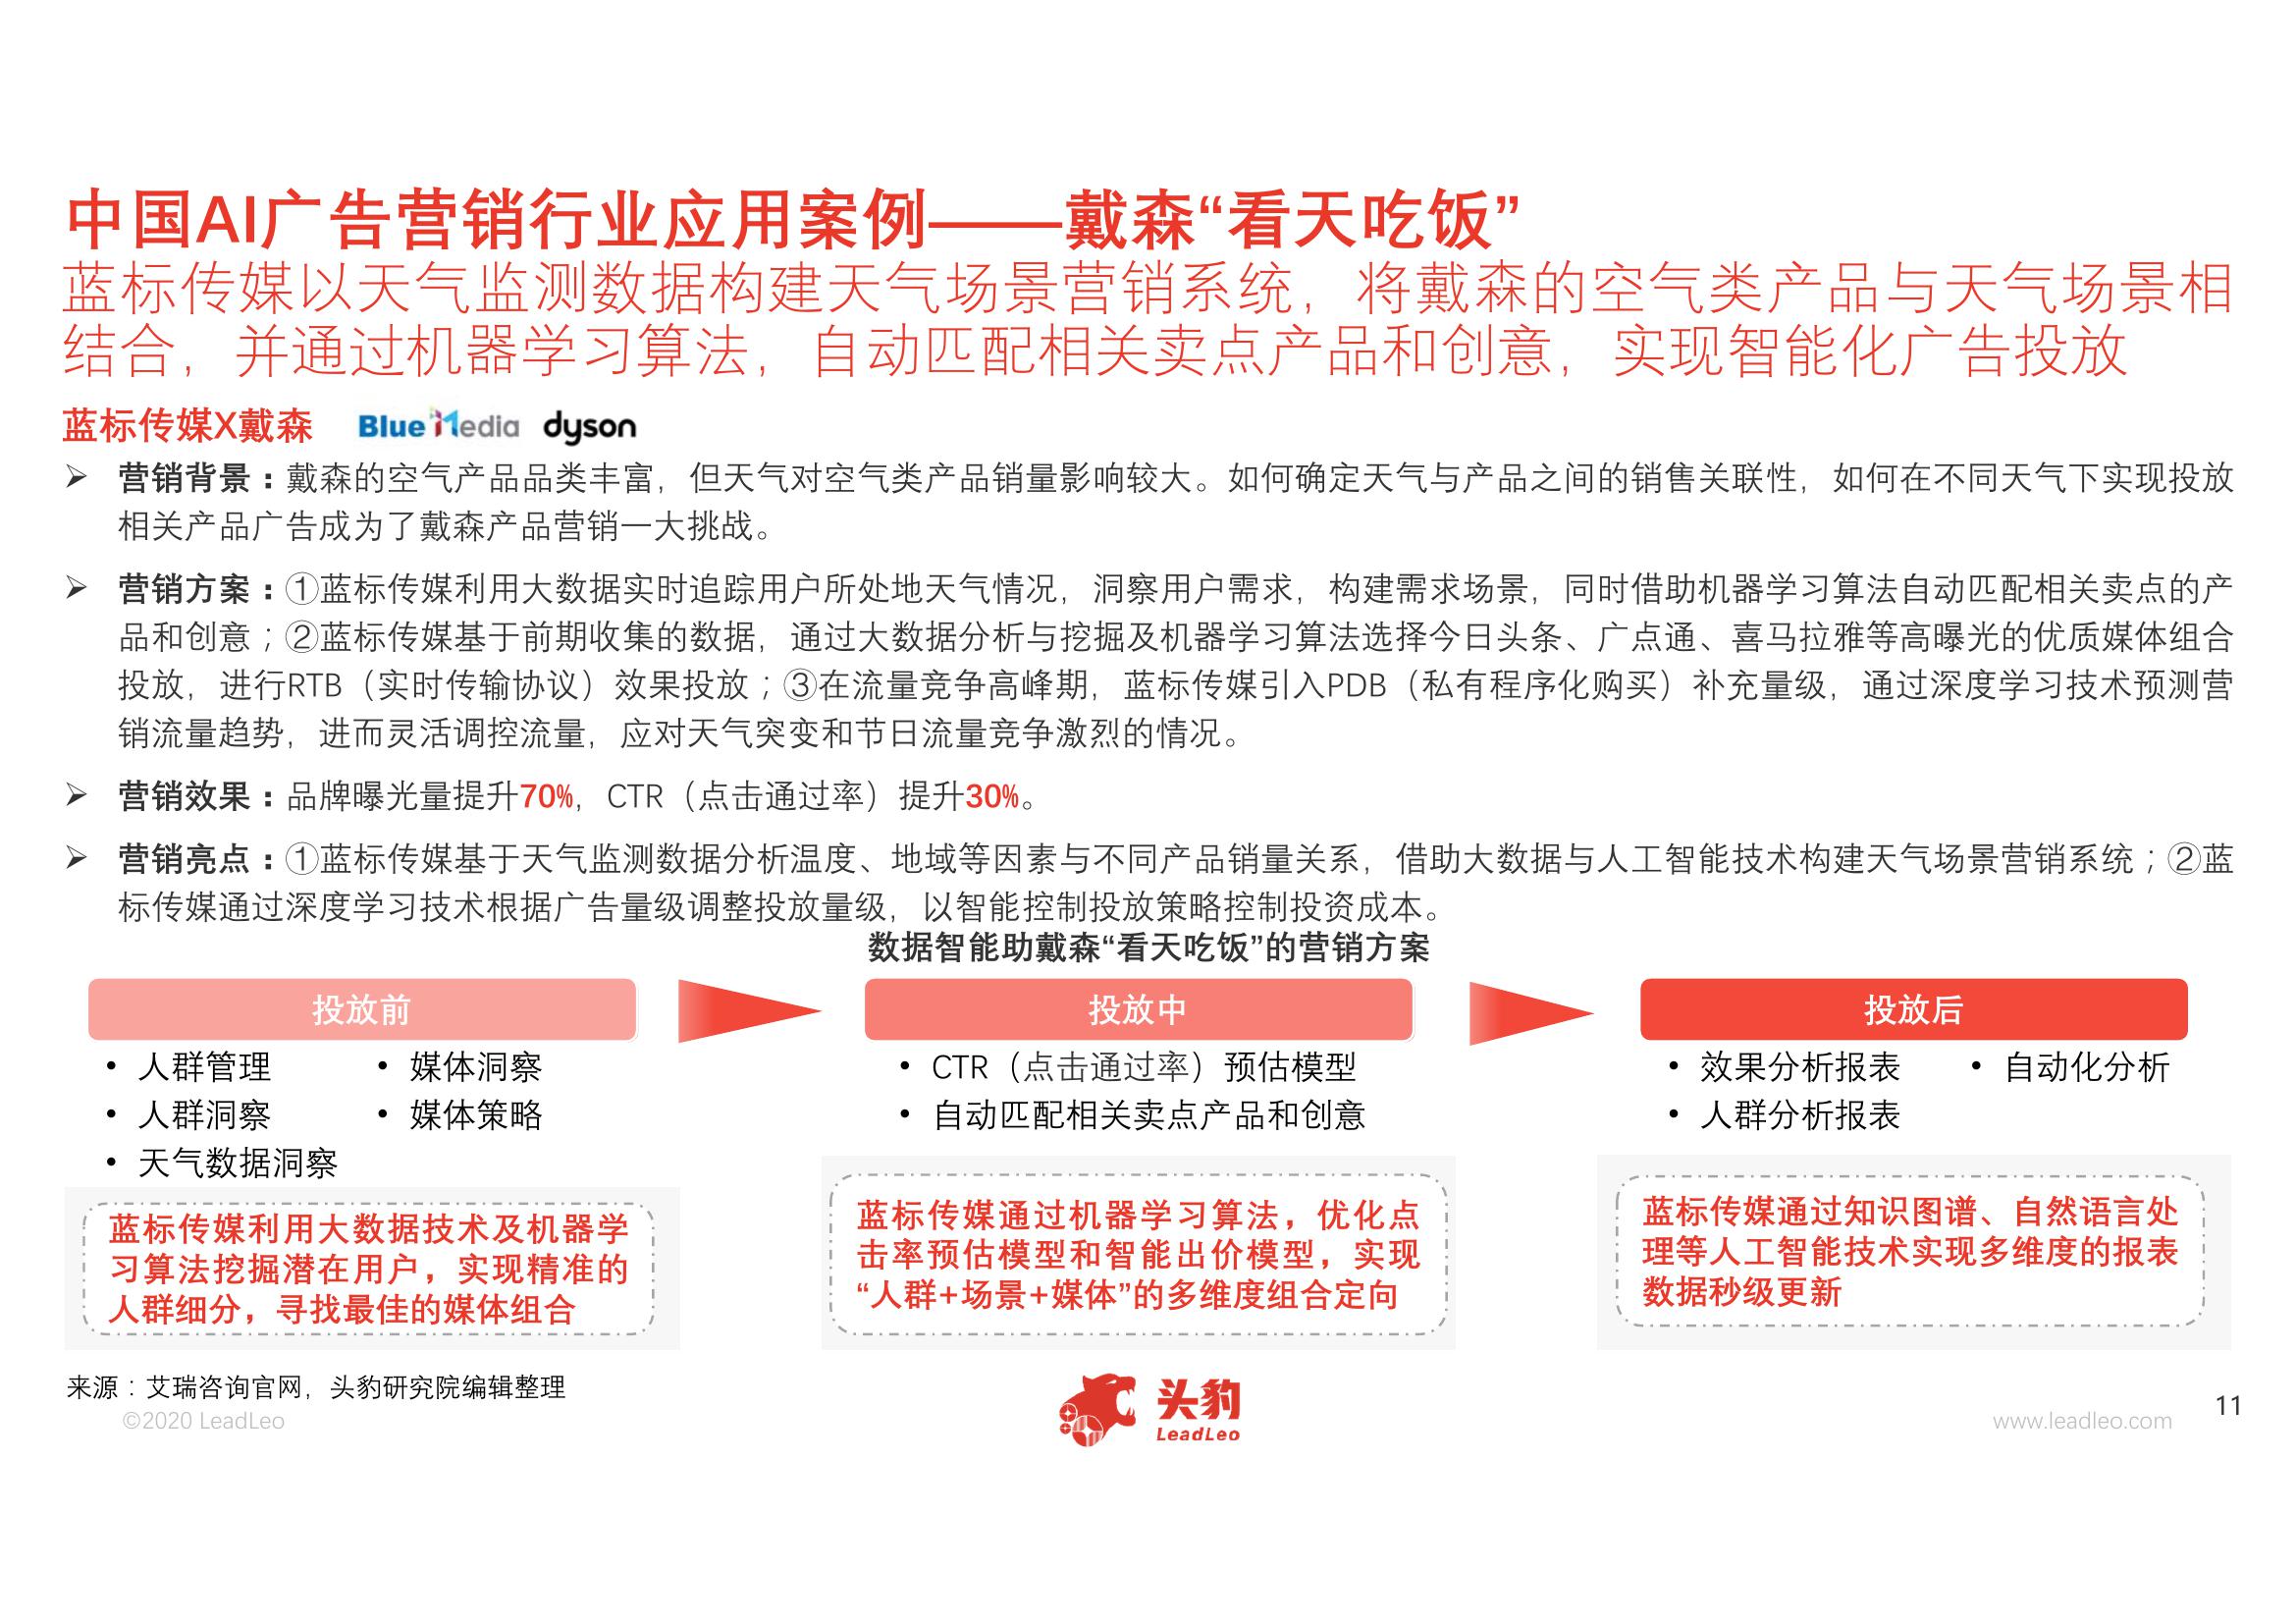 中国AI广告营销行业应用案例——戴森“看天吃饭”
蓝标传媒以天气监测数据构建天气场景营销系统，将戴森的空气类产品与天气场景相
结合，并通过机器学习算法，自动匹配相关卖点产品和创意，实现智能化广告投放
蓝标传媒X戴森 BlueMedia dyson
➢ 营销背景：戴森的空气产品品类丰富，但天气对空气类产品销量影响较大。如何确定天气与产品之间的销售关联性，如何在不同天气下实现投放
相关产品广告成为了戴森产品营销一大挑战。
➢ 营销方案：①蓝标传媒利用大数据实时追踪用户所处地天气情况，洞察用户需求，构建需求场景，同时借助机器学习算法自动匹配相关卖点的产
品和创意；②蓝标传媒基于前期收集的数据，通过大数据分析与挖掘及机器学习算法选择今日头条、广点通、喜马拉雅等高曝光的优质媒体组合
投放，进行RTB（实时传输协议）效果投放；③在流量竞争高峰期，蓝标传媒引入PDB（私有程序化购买）补充量级，通过深度学习技术预测营
销流量趋势，进而灵活调控流量，应对天气突变和节日流量竞争激烈的情况。
➢ 营销效果：品牌曝光量提升70%，CTR（点击通过率）提升30%。
➢ 营销亮点：①蓝标传媒基于天气监测数据分析温度、地域等因素与不同产品销量关系，借助大数据与人工智能技术构建天气场景营销系统；②蓝
标传媒通过深度学习技术根据广告量级调整投放量级，以智能控制投放策略控制投资成本。
数据智能助戴森“看天吃饭”的营销方案
投放前
• 人群管理
• 人群洞察
• 天气数据洞察
• 媒体洞察
• 媒体策略
蓝标传媒利用大数据技术及机器学
习算法挖掘潜在用户，实现精准的
人群细分，寻找最佳的媒体组合
投放中
• CTR（点击通过率）预估模型
• 自动匹配相关卖点产品和创意
蓝标传媒通过机器学习算法，优化点
击率预估模型和智能出价模型，实现
“人群+场景+媒体”的多维度组合定向
投放后
• 效果分析报表
• 人群分析报表
• 自动化分析
蓝标传媒通过知识图谱、自然语言处
理等人工智能技术实现多维度的报表
数据秒级更新
来源：艾瑞咨询官网，头豹研究院编辑整理
©2020 LeadLeo
头豹
LeadLeo
www.leadleo.com
11